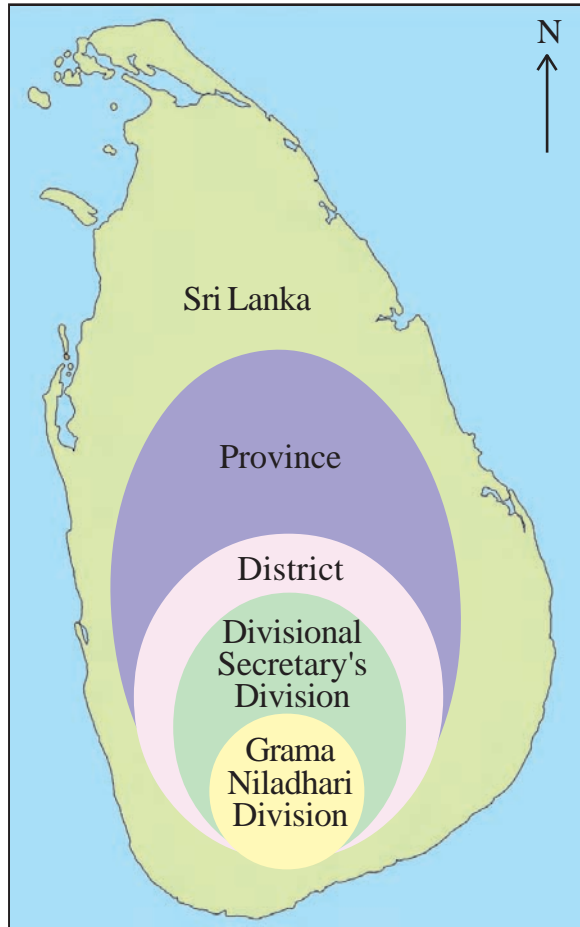 N
Sri Lanka
Province
District
Divisional
Secretary's
Division
Grama
Niladhari
Division